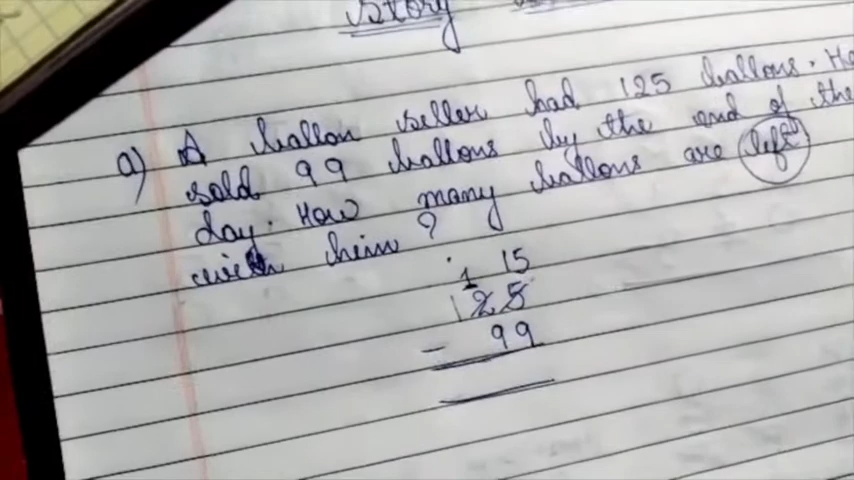 Story
a) A ballon seller had 125 ballons. He
sold 99 ballons by the end of the
day. How many ballons are left
with him?
1 15
125
- 99